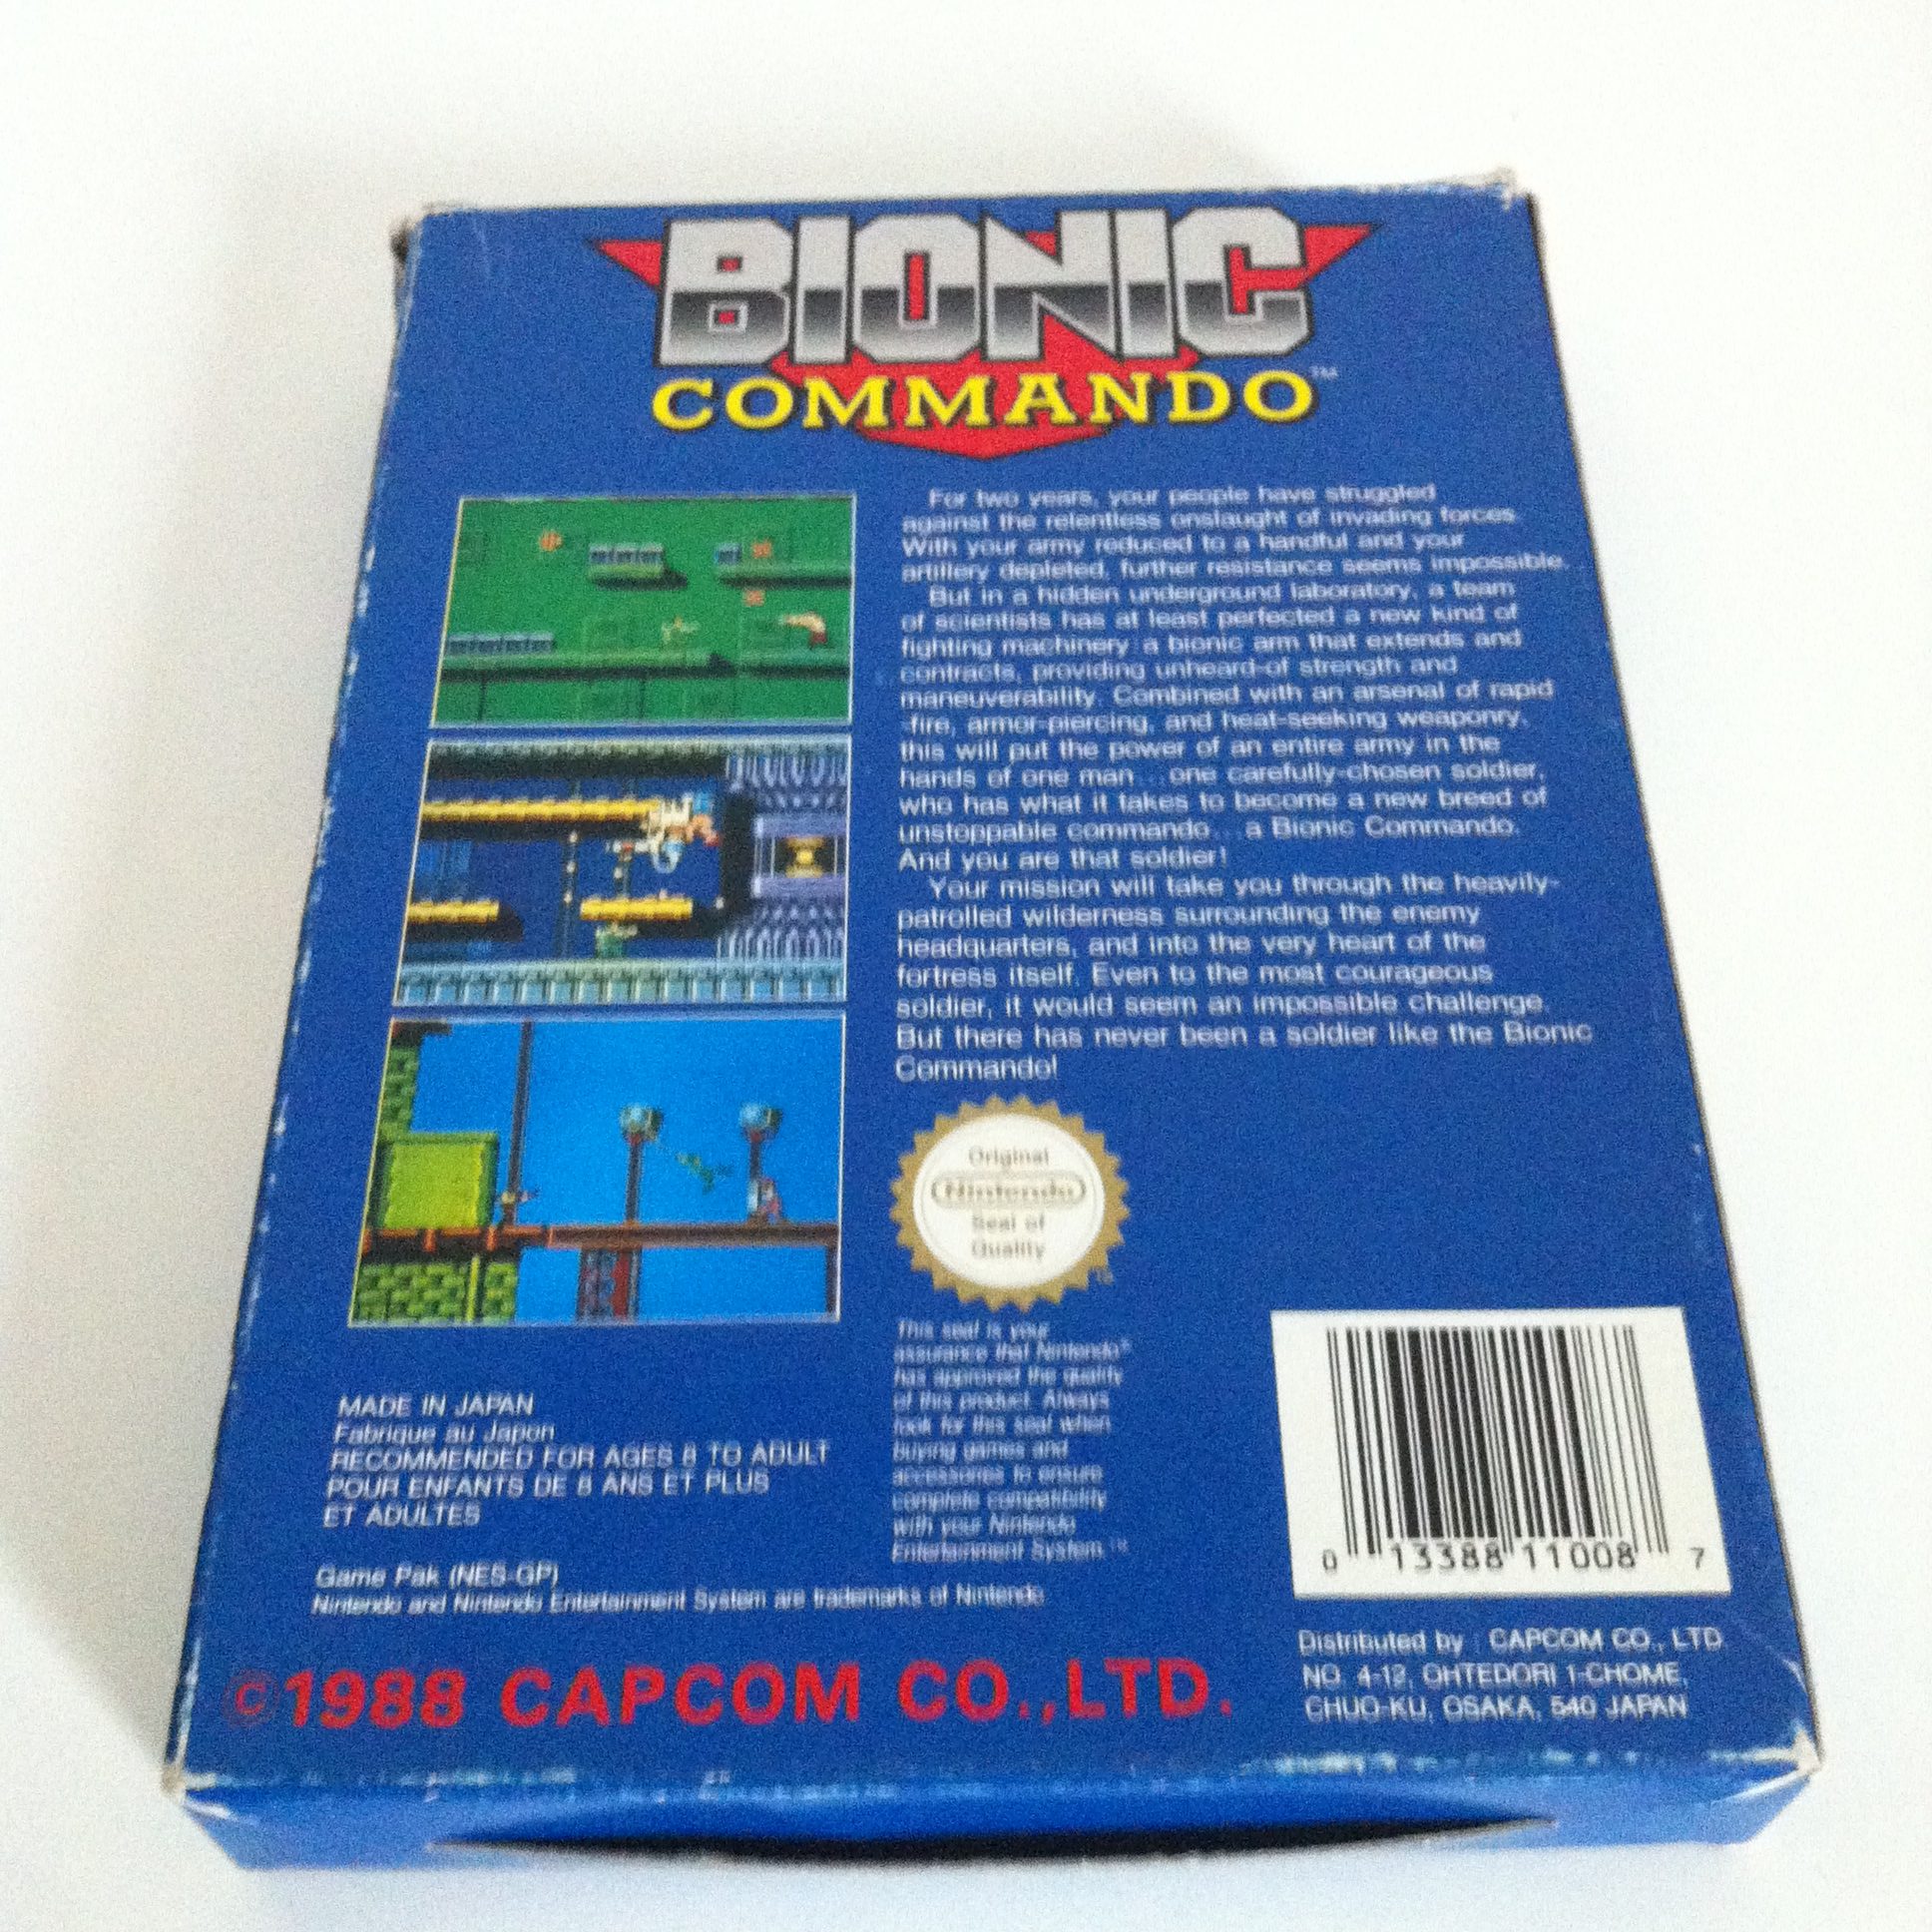 BIONIC
COMMANDO™
For two years, your people have struggled
against the relentless onslaught of invading forces.
With your army reduced to a handful and your
artillery depleted, further resistance seems impossible.
But in a hidden underground laboratory, a team
of scientists has at least perfected a new kind of
fighting machinery: a bionic arm that extends and
contracts, providing unheard-of strength and
maneuverability. Combined with an arsenal of rapid
-fire, armor-piercing, and heat-seeking weaponry,
this will put the power of an entire army in the
hands of one man...one carefully-chosen soldier,
who has what it takes to become a new breed of
unstoppable commando...a Bionic Commando.
And you are that soldier!
Your mission will take you through the heavily-
patrolled wilderness surrounding the enemy
headquarters, and into the very heart of the
fortress itself. Even to the most courageous
soldier, it would seem an impossible challenge.
But there has never been a soldier like the Bionic
Commando!
Original
Nintendo
Seal of
Quality
TM
This seal is your
assurance that Nintendo®
has approved the quality
of this product. Always
look for this seal when
buying games and
accessories to ensure
complete compatibility
with your Nintendo
Entertainment System.™
MADE IN JAPAN
Fabrique au Japon
RECOMMENDED FOR AGES 8 TO ADULT
POUR ENFANTS DE 8 ANS ET PLUS
ET ADULTES
Game Pak (NES-GP)
Nintendo and Nintendo Entertainment System are trademarks of Nintendo
©1988 CAPCOM CO.,LTD.
0 13388 11008 7
Distributed by : CAPCOM CO., LTD.
NO. 4-12, OHTEDORI 1-CHOME,
CHUO-KU, OSAKA, 540 JAPAN